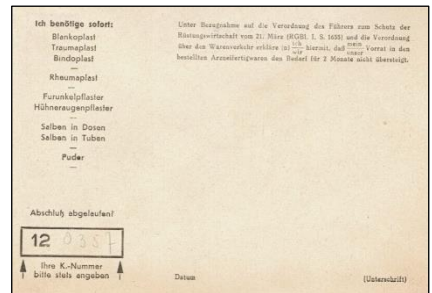 Ich benötige sofort:
Blankoplast
Traumaplast
Bindoplast
Rheumaplast
Furunkelpflaster
Hühneraugenpflaster
Salben in Dosen
Salben in Tuben
Puder
Abschluß abgelaufen?
12 0357
Ihre K.-Nummer
bitte stets angeben
Unter Bezugnahme auf die Verordnung des Führers zum Schutz der
Rüstungswirtschaft vom 21. März (RGBl. I. S. 165) und die Verordnung
über den Warenverkehr erkläre(n) ich/wir hiermit, daß mein/unser Vorrat in den
bestellten Arzneifertigwaren den Bedarf für 2 Monate nicht übersteigt.
Datum
(Unterschrift)